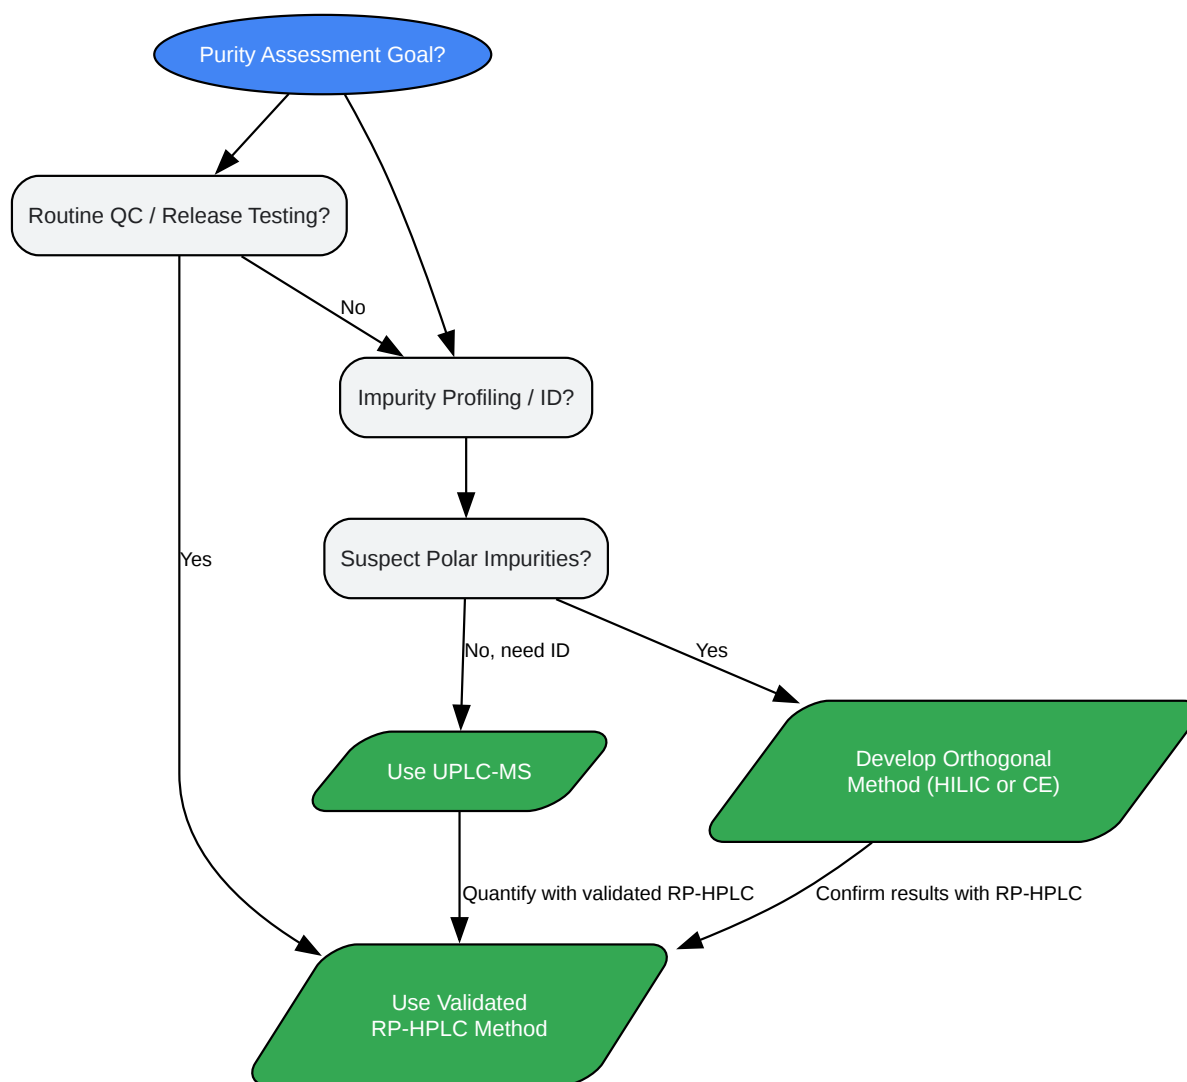 Purity Assessment Goal?
Routine QC / Release Testing?
No
Impurity Profiling / ID?
Suspect Polar Impurities?
Yes
No, need ID
Yes
Use UPLC-MS
Develop Orthogonal
Method (HILIC or CE)
Quantify with validated RP-HPLC
Confirm results with RP-HPLC
Use Validated
RP-HPLC Method